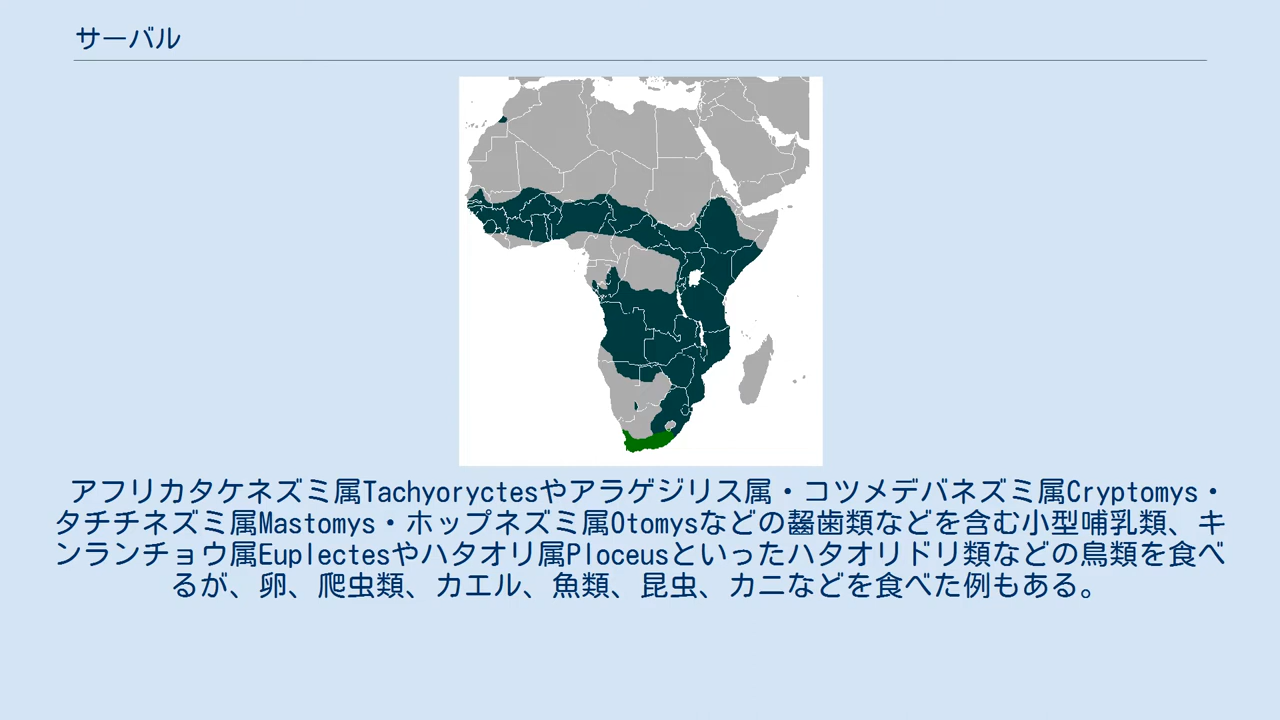 サーバル
アフリカタケネズミ属Tachyoryctesやアラゲジリス属・コツメデバネズミ属Cryptomys・
タチチネズミ属Mastomys・ホップネズミ属Otomysなどの齧歯類などを含む小型哺乳類、キ
ンランチョウ属Euplectesやハタオリ属Ploceusといったハタオリドリ類などの鳥類を食べ
るが、卵、爬虫類、カエル、魚類、昆虫、カニなどを食べた例もある。